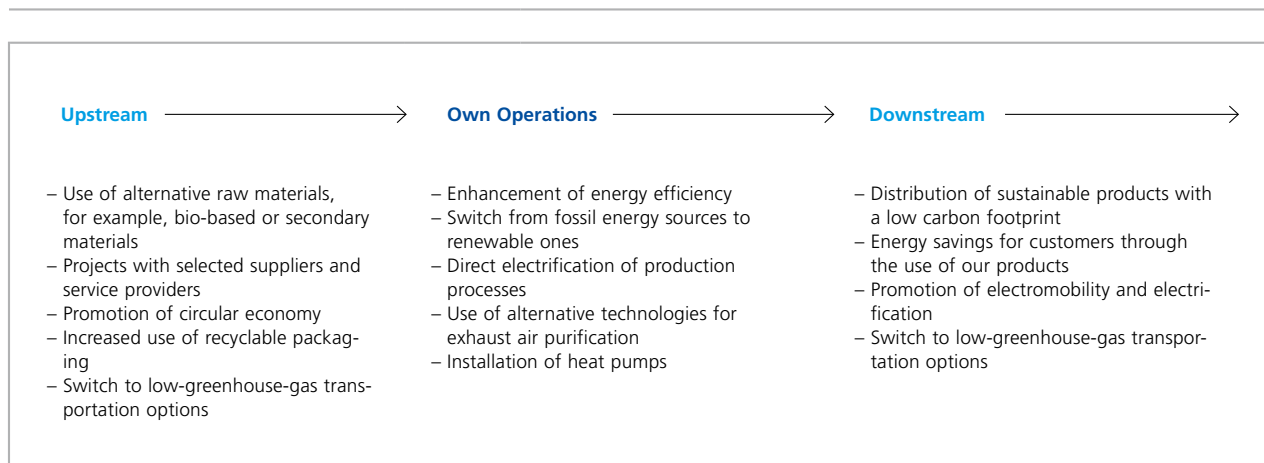 Upstream
– Use of alternative raw materials,
for example, bio-based or secondary
materials
– Projects with selected suppliers and
service providers
– Promotion of circular economy
– Increased use of recyclable packag-
ing
– Switch to low-greenhouse-gas trans-
portation options
Own Operations
– Enhancement of energy efficiency
– Switch from fossil energy sources to
renewable ones
– Direct electrification of production
processes
– Use of alternative technologies for
exhaust air purification
– Installation of heat pumps
Downstream
– Distribution of sustainable products with
a low carbon footprint
– Energy savings for customers through
the use of our products
– Promotion of electromobility and electri-
fication
– Switch to low-greenhouse-gas transpor-
tation options